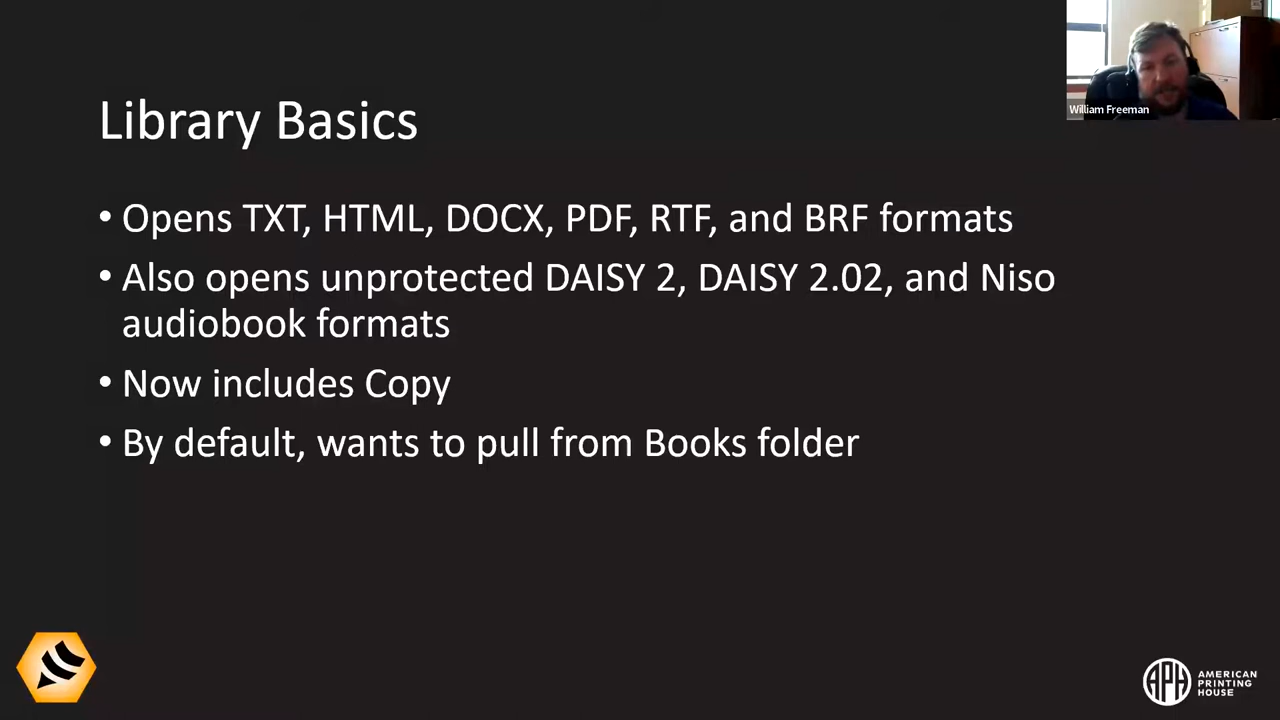 William Freeman
Library Basics
• Opens TXT, HTML, DOCX, PDF, RTF, and BRF formats
• Also opens unprotected DAISY 2, DAISY 2.02, and Niso
audiobook formats
• Now includes Copy
• By default, wants to pull from Books folder
APH
AMERICAN
PRINTING
HOUSE